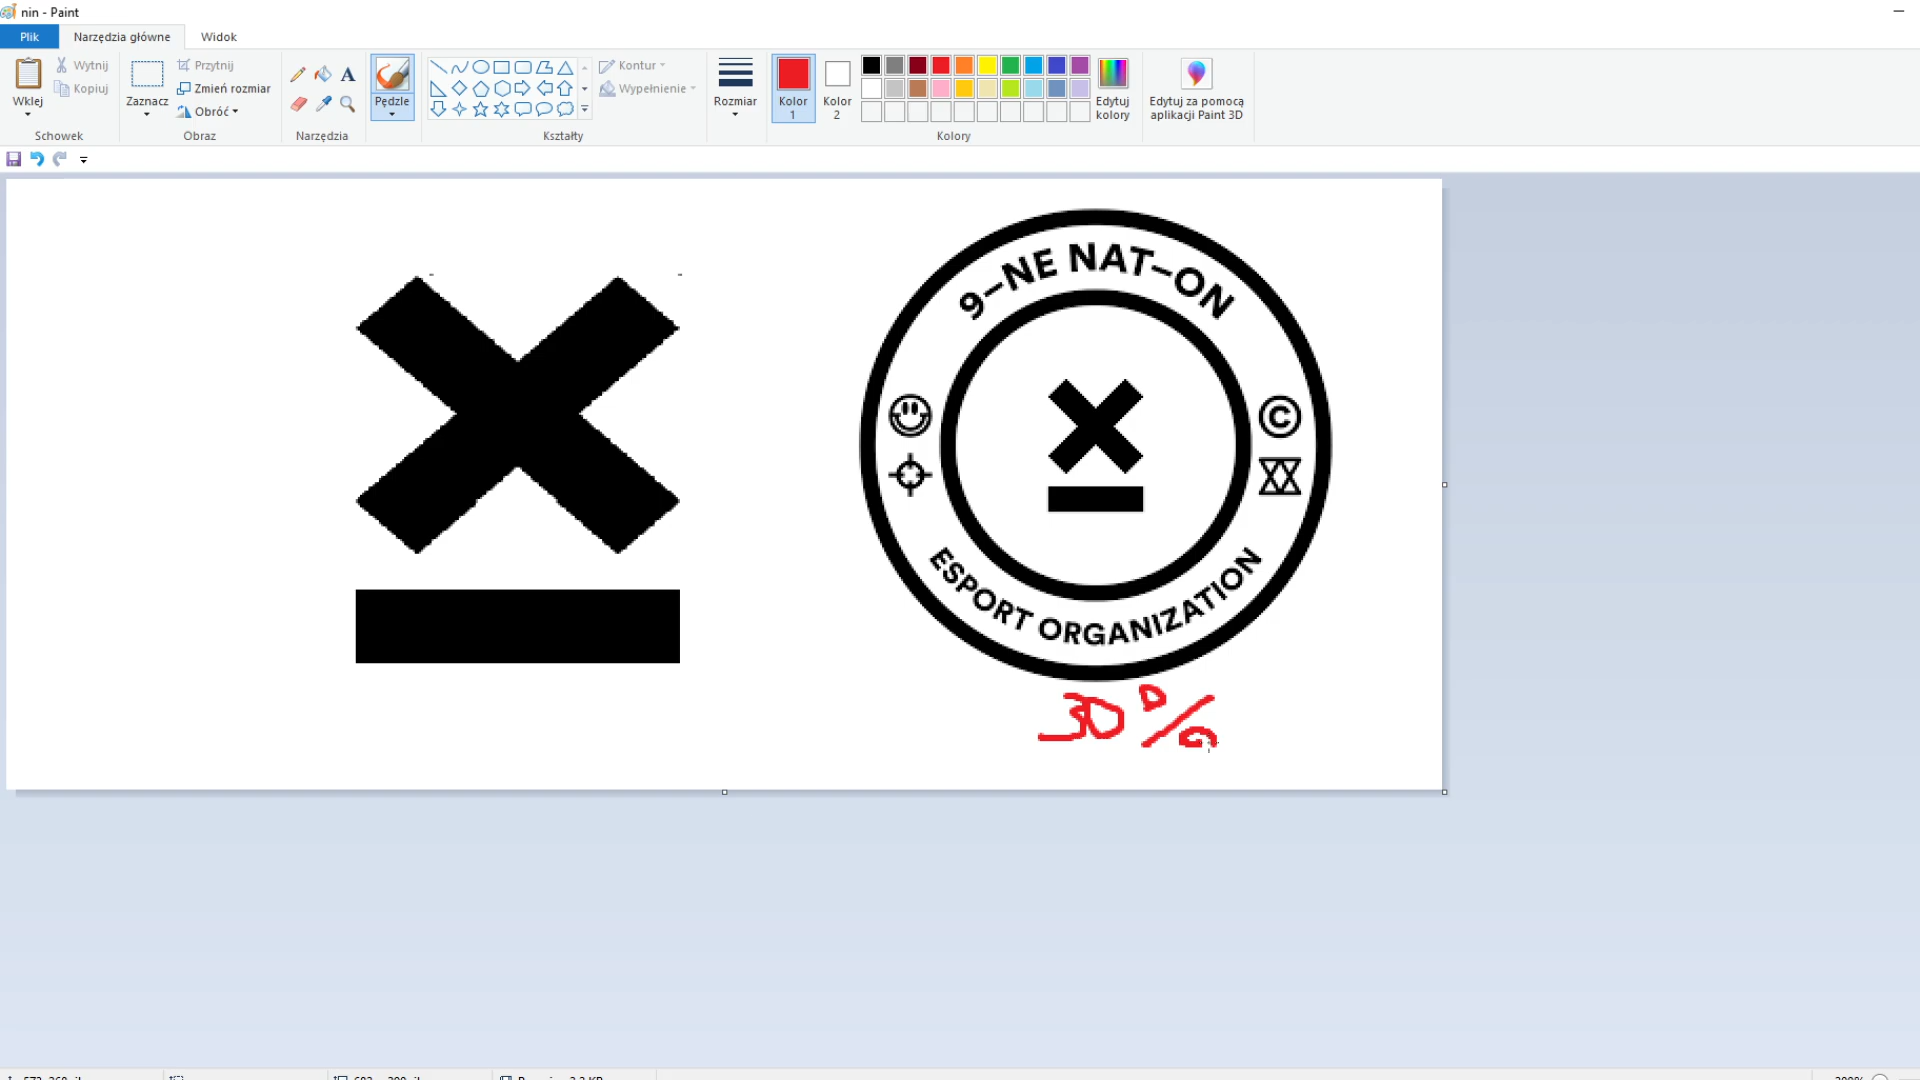 nin - Paint
Plik Narzędzia główne Widok
Wklej
Wytnij
Kopiuj
Schowek
Zaznacz
Przytnij
Zmień rozmiar
Obróć
Obraz
A
Narzędzia
Pędzle
Kontur
Wypełnienie
Kształty
Rozmiar
Kolor
1
Kolor
2
Edytuj
kolory
Kolory
Edytuj za pomocą
aplikacji Paint 3D
9–NE NAT–ON
©
ESPORT ORGANIZATION
30%